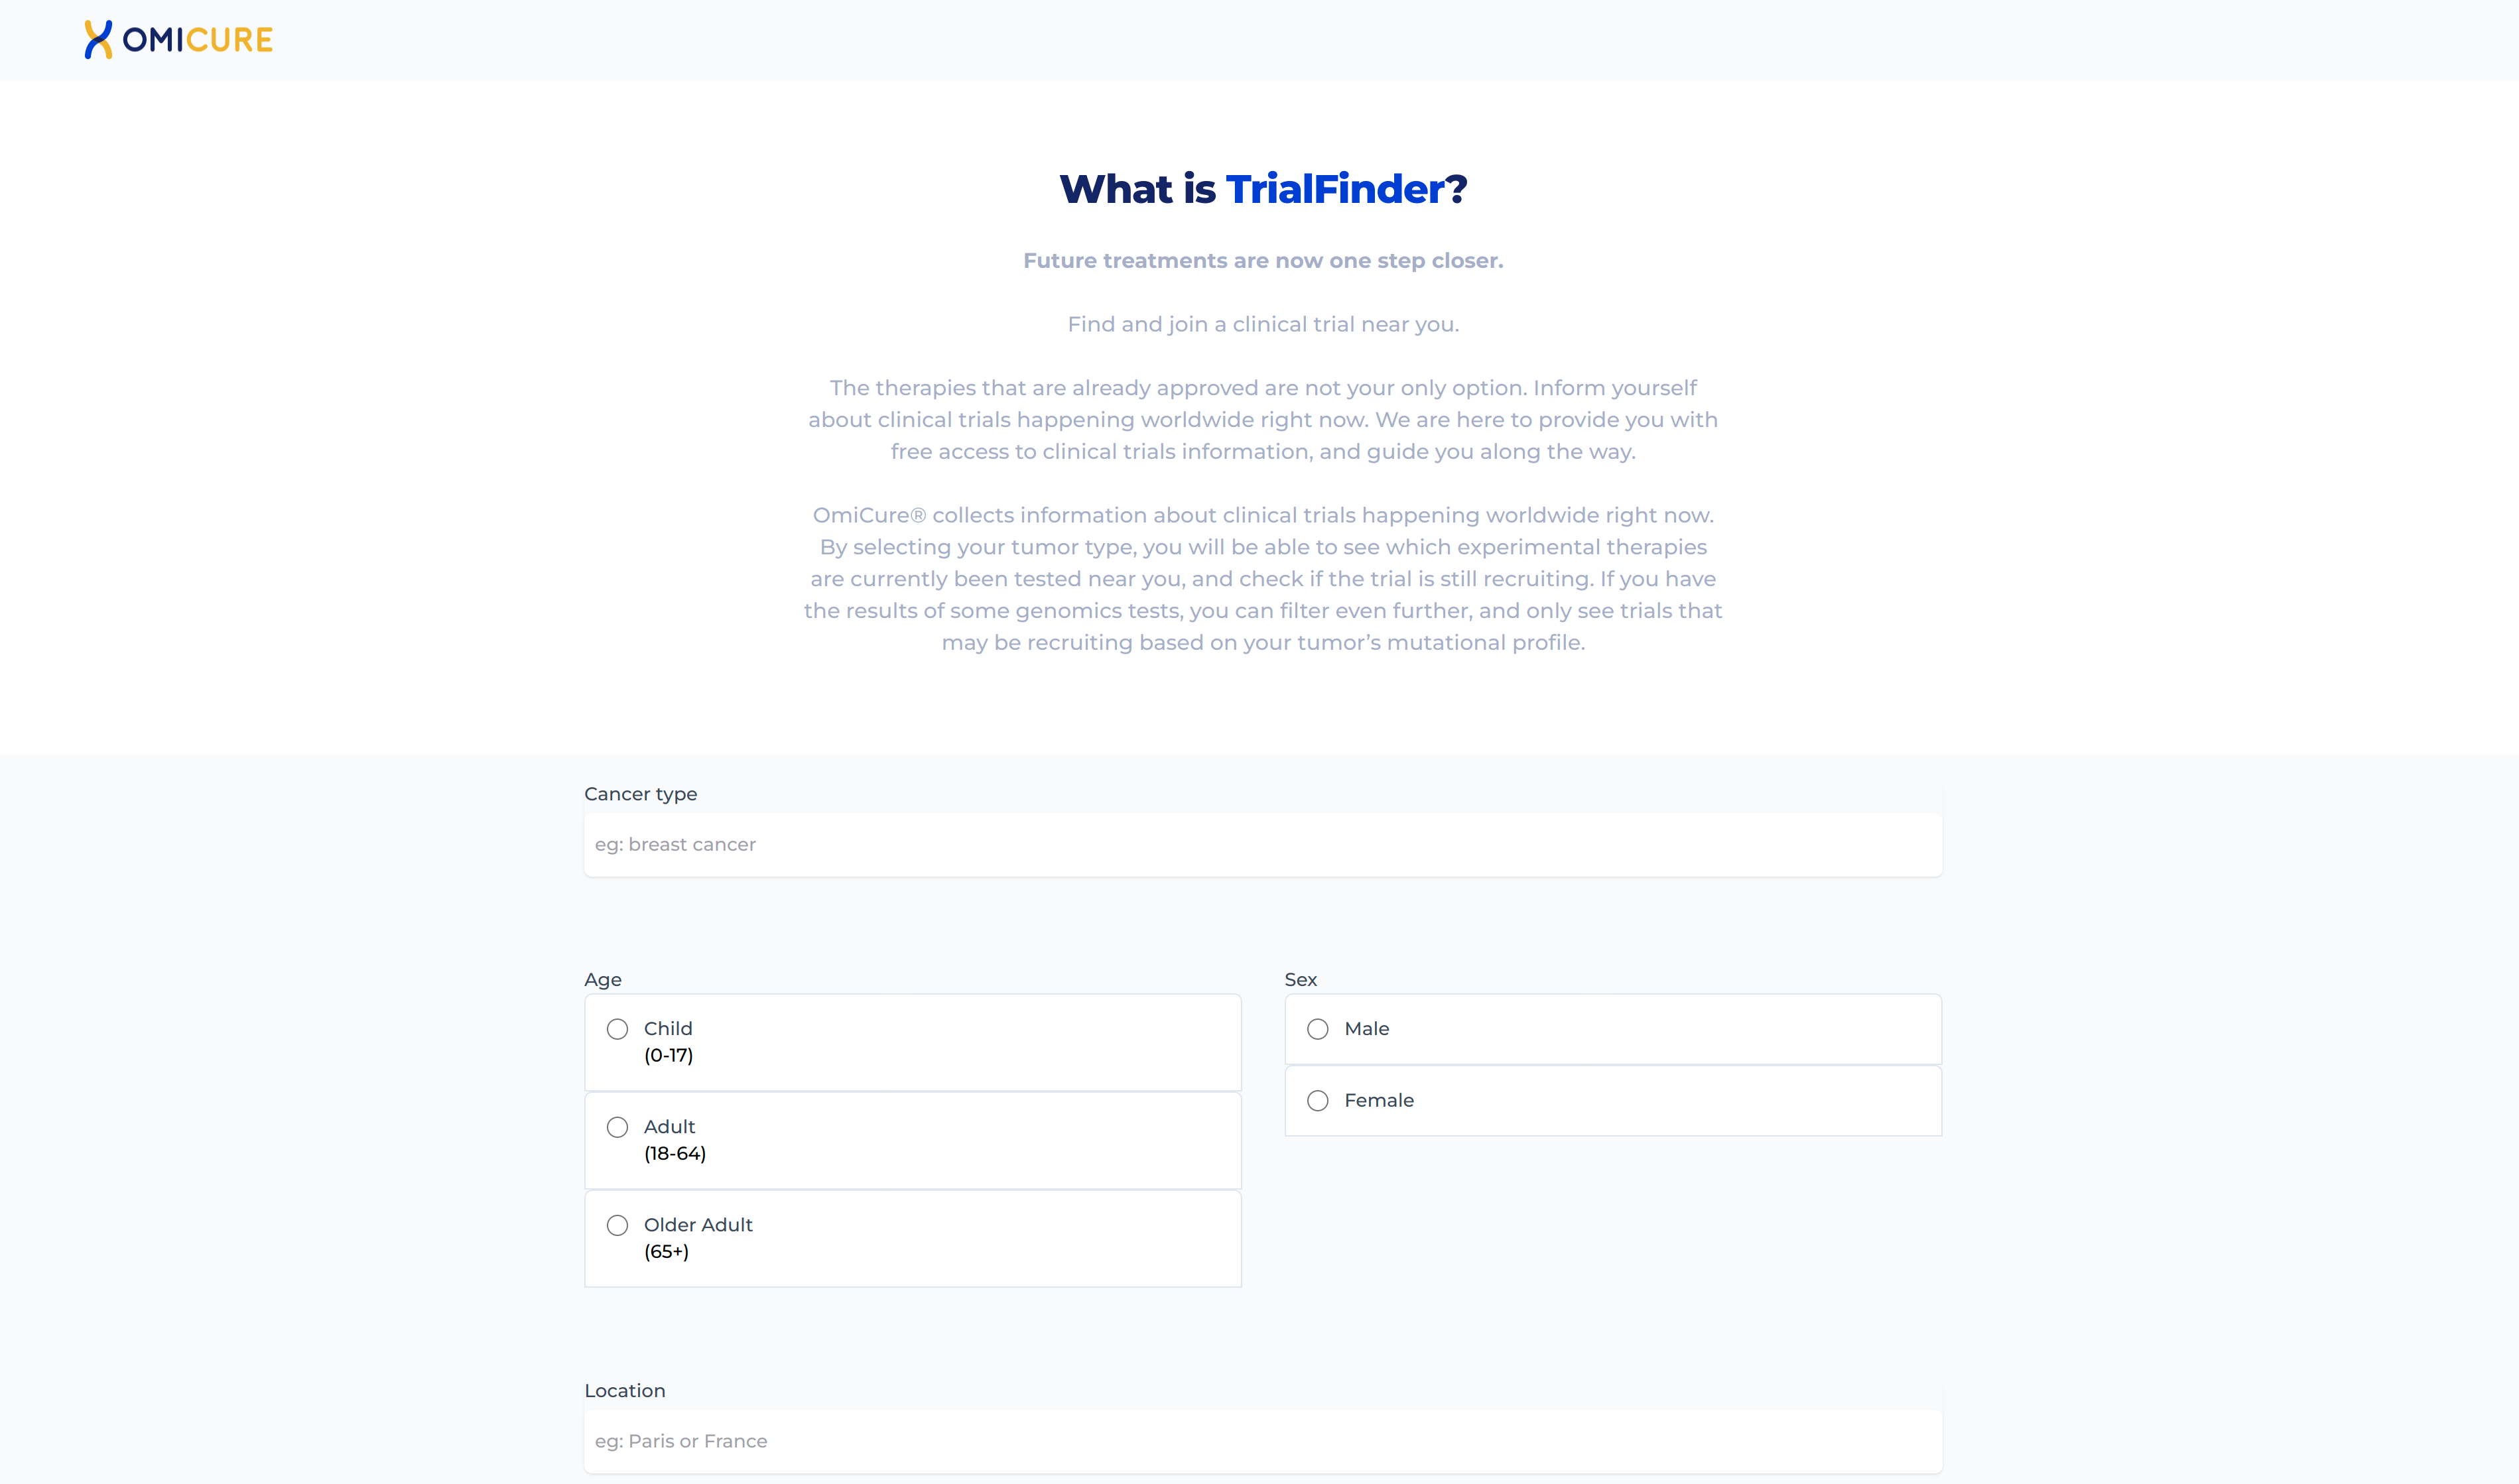 OMICURE
What is TrialFinder?
Future treatments are now one step closer.
Find and join a clinical trial near you.
The therapies that are already approved are not your only option. Inform yourself
about clinical trials happening worldwide right now. We are here to provide you with
free access to clinical trials information, and guide you along the way.
OmiCure® collects information about clinical trials happening worldwide right now.
By selecting your tumor type, you will be able to see which experimental therapies
are currently been tested near you, and check if the trial is still recruiting. If you have
the results of some genomics tests, you can filter even further, and only see trials that
may be recruiting based on your tumor’s mutational profile.
Cancer type
eg: breast cancer
Age
Child
(0-17)
Adult
(18-64)
Older Adult
(65+)
Sex
Male
Female
Location
eg: Paris or France